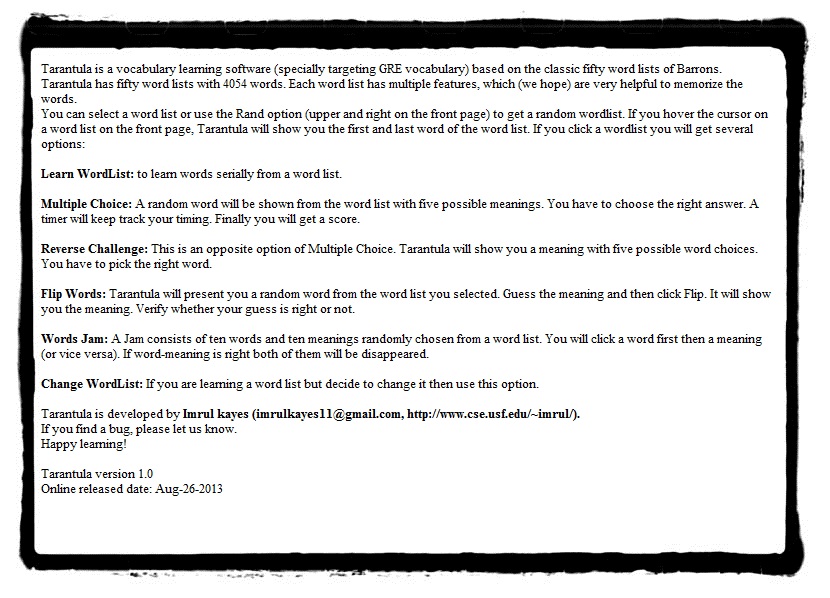 Tarantula is a vocabulary learning software (specially targeting GRE vocabulary) based on the classic fifty word lists of Barrons.
Tarantula has fifty word lists with 4054 words. Each word list has multiple features, which (we hope) are very helpful to memorize the
words.
You can select a word list or use the Rand option (upper and right on the front page) to get a random wordlist. If you hover the cursor on
a word list on the front page, Tarantula will show you the first and last word of the word list. If you click a wordlist you will get several
options:
Learn WordList: to learn words serially from a word list.
Multiple Choice: A random word will be shown from the word list with five possible meanings. You have to choose the right answer. A
timer will keep track your timing. Finally you will get a score.
Reverse Challenge: This is an opposite option of Multiple Choice. Tarantula will show you a meaning with five possible word choices.
You have to pick the right word.
Flip Words: Tarantula will present you a random word from the word list you selected. Guess the meaning and then click Flip. It will show
you the meaning. Verify whether your guess is right or not.
Words Jam: A Jam consists of ten words and ten meanings randomly chosen from a word list. You will click a word first then a meaning
(or vice versa). If word-meaning is right both of them will be disappeared.
Change WordList: If you are learning a word list but decide to change it then use this option.
Tarantula is developed by Imrul kayes (imrulkayes11@gmail.com, http://www.cse.usf.edu/~imrul/).
If you find a bug, please let us know.
Happy learning!
Tarantula version 1.0
Online released date: Aug-26-2013